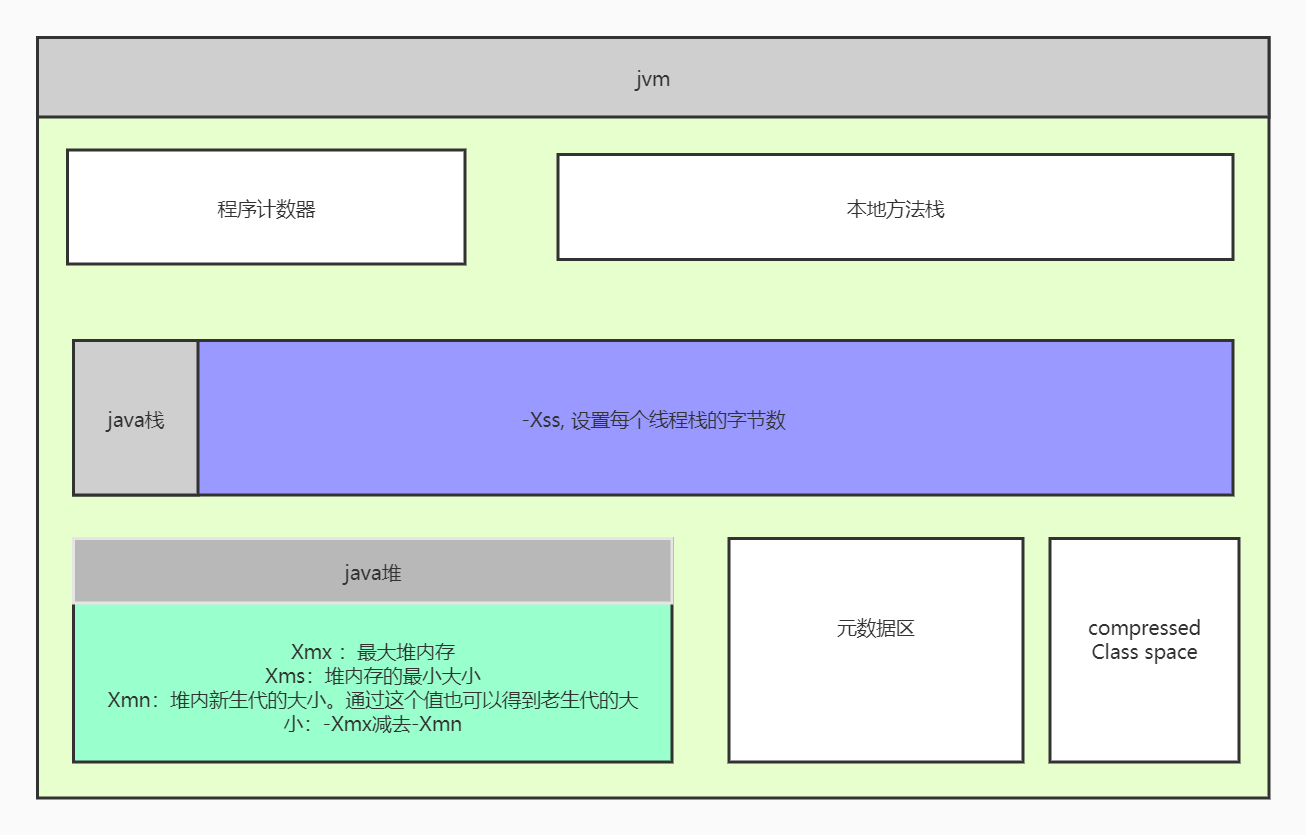 jvm
程序计数器
本地方法栈
java栈
-Xss, 设置每个线程栈的字节数
java堆
Xmx ：最大堆内存
Xms：堆内存的最小大小
Xmn：堆内新生代的大小。通过这个值也可以得到老生代的大
小：-Xmx减去-Xmn
元数据区
compressed
Class space